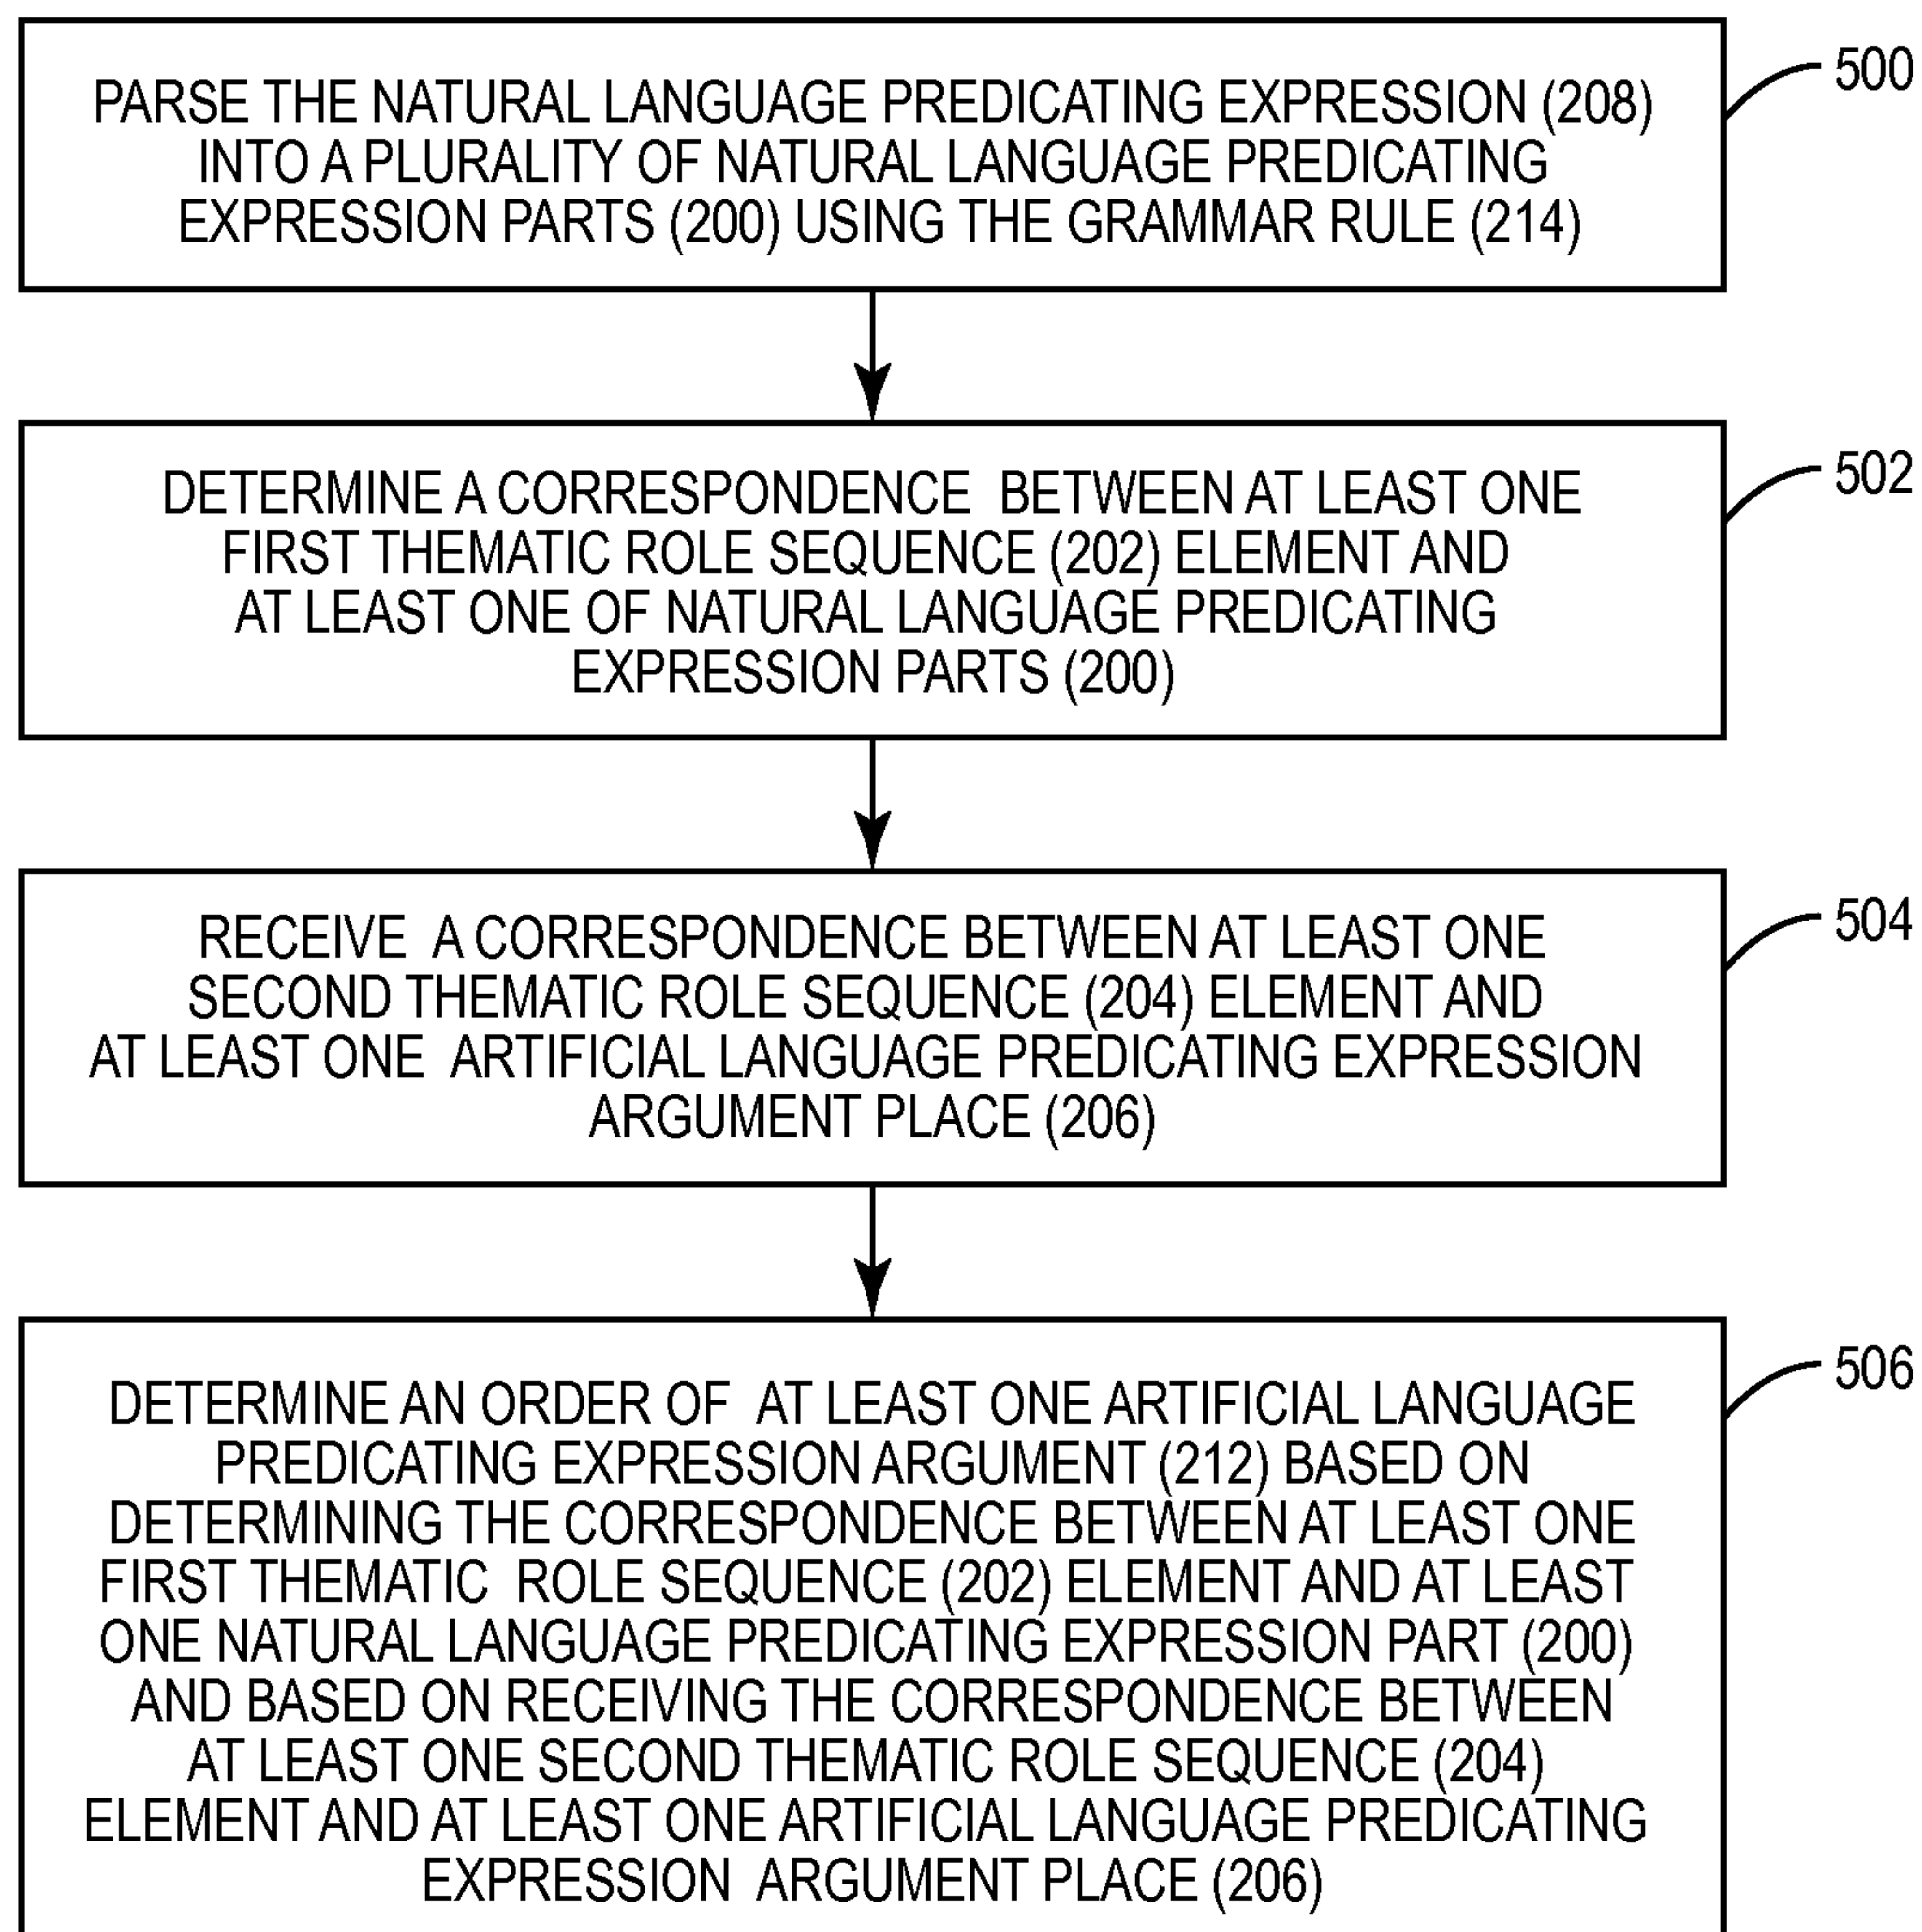 PARSE THE NATURAL LANGUAGE PREDICATING EXPRESSION (208)
INTO A PLURALITY OF NATURAL LANGUAGE PREDICATING
EXPRESSION PARTS (200) USING THE GRAMMAR RULE (214)
500
DETERMINE A CORRESPONDENCE BETWEEN AT LEAST ONE
FIRST THEMATIC ROLE SEQUENCE (202) ELEMENT AND
AT LEAST ONE OF NATURAL LANGUAGE PREDICATING
EXPRESSION PARTS (200)
502
RECEIVE A CORRESPONDENCE BETWEEN AT LEAST ONE
SECOND THEMATIC ROLE SEQUENCE (204) ELEMENT AND
AT LEAST ONE ARTIFICIAL LANGUAGE PREDICATING EXPRESSION
ARGUMENT PLACE (206)
504
DETERMINE AN ORDER OF AT LEAST ONE ARTIFICIAL LANGUAGE
PREDICATING EXPRESSION ARGUMENT (212) BASED ON
DETERMINING THE CORRESPONDENCE BETWEEN AT LEAST ONE
FIRST THEMATIC ROLE SEQUENCE (202) ELEMENT AND AT LEAST
ONE NATURAL LANGUAGE PREDICATING EXPRESSION PART (200)
AND BASED ON RECEIVING THE CORRESPONDENCE BETWEEN
AT LEAST ONE SECOND THEMATIC ROLE SEQUENCE (204)
ELEMENT AND AT LEAST ONE ARTIFICIAL LANGUAGE PREDICATING
EXPRESSION ARGUMENT PLACE (206)
506